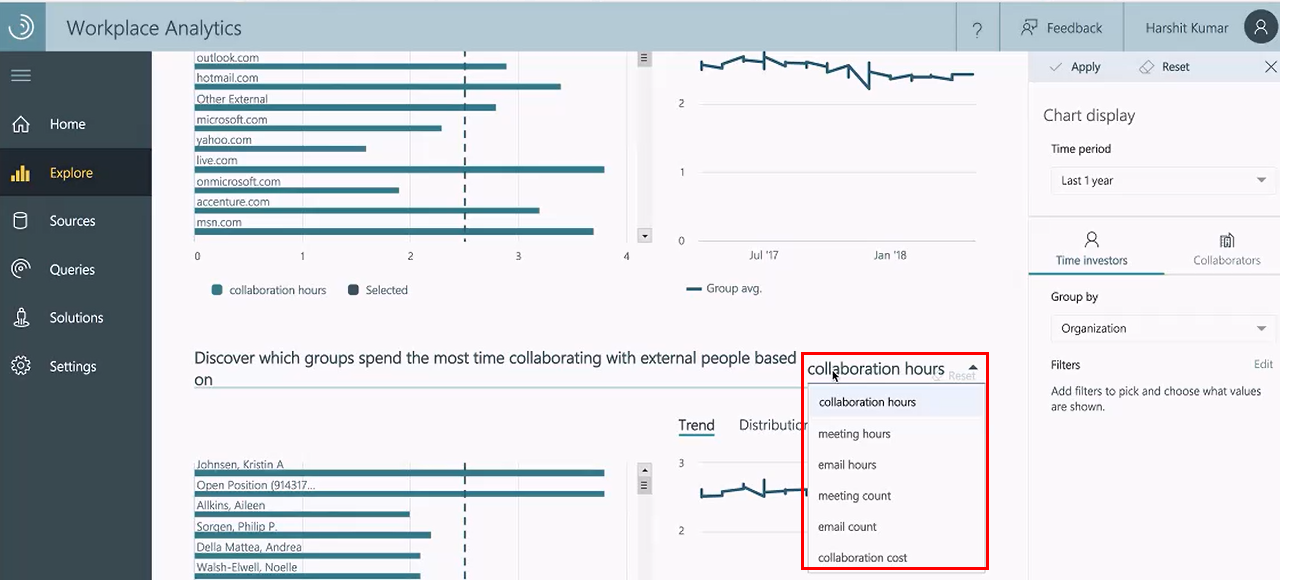 Workplace Analytics
?
Feedback
Harshit Kumar
Home
Explore
Sources
Queries
Solutions
Settings
outlook.com
hotmail.com
Other External
microsoft.com
yahoo.com
live.com
onmicrosoft.com
accenture.com
msn.com
0 1 2 3 4
collaboration hours Selected
2
1
0
Jul '17 Jan '18
Group avg.
Discover which groups spend the most time collaborating with external people based
on
collaboration hours
Reset
collaboration hours
meeting hours
email hours
meeting count
email count
collaboration cost
Trend Distribution
Johnsen, Kristin A
Open Position (914317...
Allkins, Aileen
Sorgen, Philip P.
Della Mattea, Andrea
Walsh-Elwell, Noelle
3
2
Apply Reset
Chart display
Time period
Last 1 year
Time investors Collaborators
Group by
Organization
Filters Edit
Add filters to pick and choose what values
are shown.